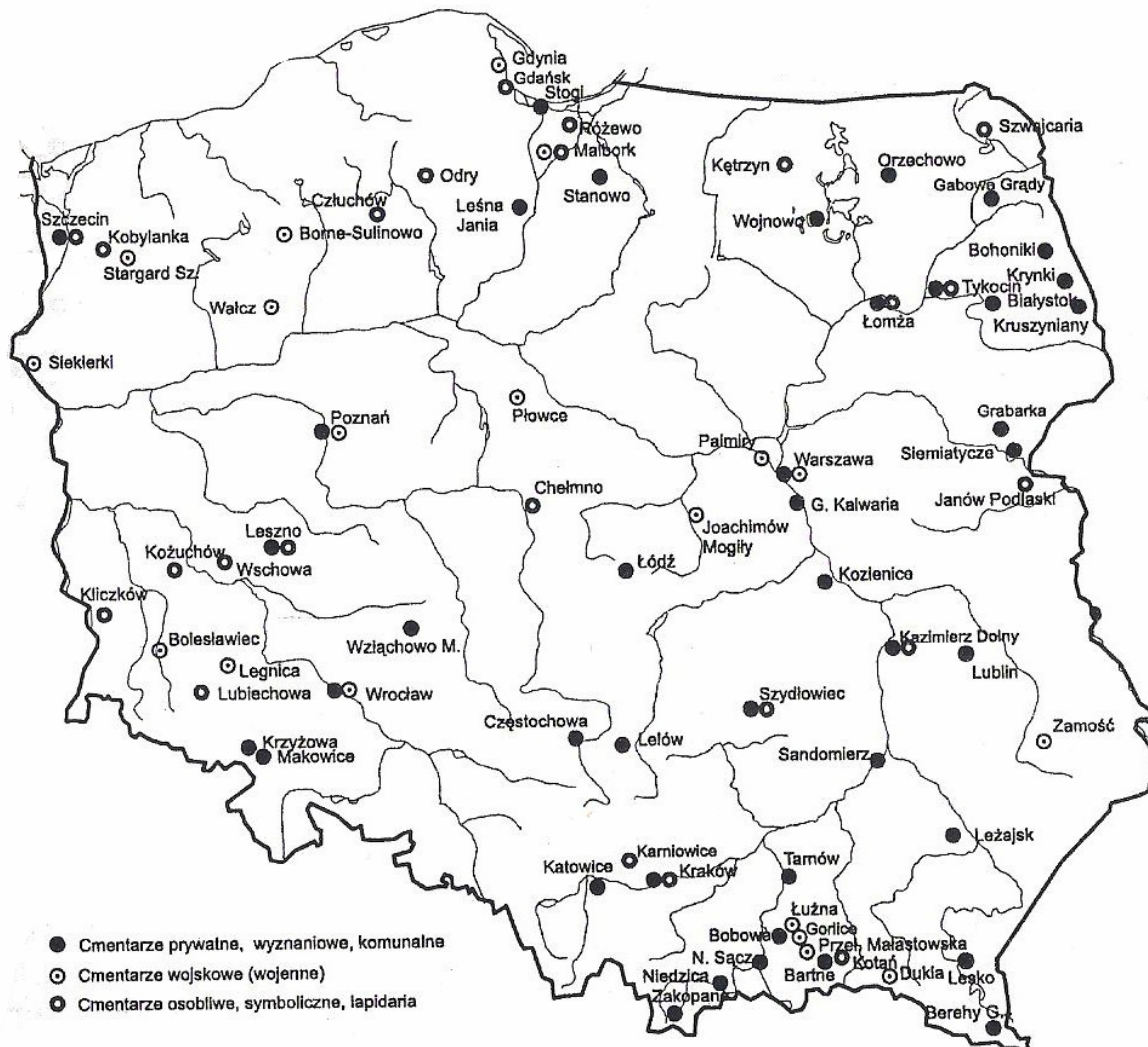 Gdynia
Gdańsk
Stogi
Różewo
Malbork
Stanowo
Szwajcaria
Kętrzyn
Orzechowo
Gabowe Grądy
Odry
Człuchów
Leśna
Jania
Wojnowo
Szczecin
Kobylanka
Borne-Sulinowo
Stargard Sz.
Bohoniki
Krynki
Tykocin
Białystok
Kruszyniany
Wałcz
Łomża
Siekierki
Płowce
Poznań
Grabarka
Palmiry
Warszawa
Siemiatycze
Chełmno
Janów Podlaski
G. Kalwaria
Joachimów
Mogiły
Leszno
Kożuchów
Wschowa
Łódź
Kozienice
Kliczków
Bolesławiec
Wziąchowo M.
Kazimierz Dolny
Lublin
Legnica
Lubiechowa
Wrocław
Szydłowiec
Częstochowa
Lelów
Zamość
Krzyżowa
Makowice
Sandomierz
Leżajsk
Karniowice
Katowice
Kraków
Tarnów
Łużna
Gorlice
Bobowa
Przeł. Małastowska
N. Sącz
Kotań
Bartne
Dukla
Lesko
Niedzica
Zakopane
Berehy G.
Cmentarze prywatne, wyznaniowe, komunalne
Cmentarze wojskowe (wojenne)
Cmentarze osobliwe, symboliczne, lapidaria